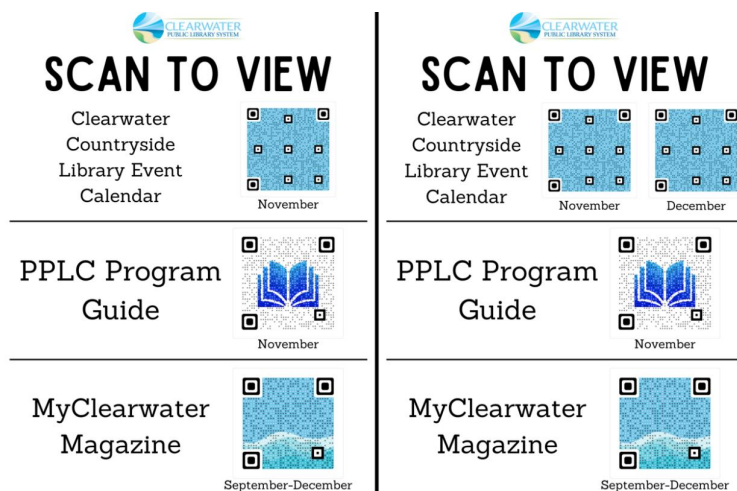 CLEARWATER
PUBLIC LIBRARY SYSTEM
SCAN TO VIEW
Clearwater
Countryside
Library Event
Calendar
November
PPLC Program
Guide
November
MyClearwater
Magazine
September-December
CLEARWATER
PUBLIC LIBRARY SYSTEM
SCAN TO VIEW
Clearwater
Countryside
Library Event
Calendar
November December
PPLC Program
Guide
November
MyClearwater
Magazine
September-December